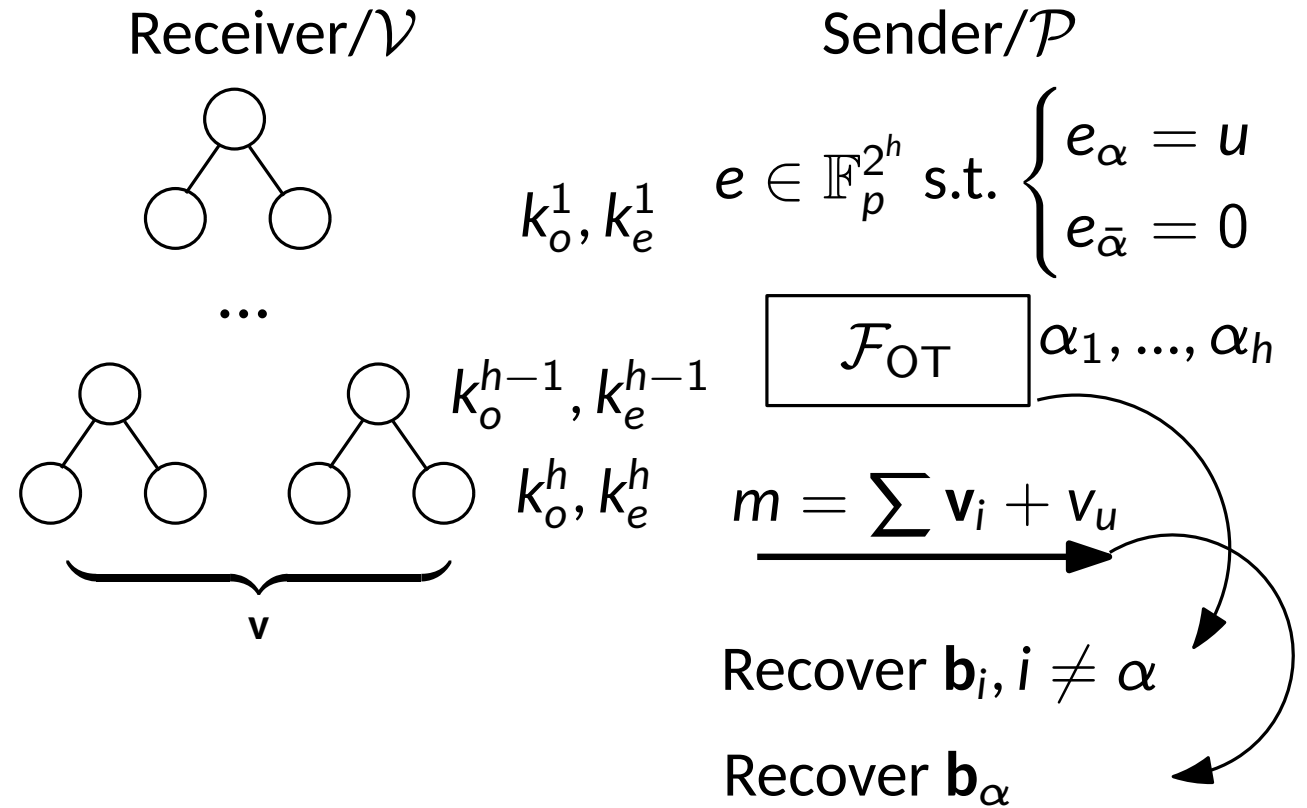 Receiver/𝒱
Sender/𝒫
e ∈ 𝔽_p^{2^h} s.t. { e_α = u
e_ᾱ = 0
k_o^1, k_e^1
...
ℱ_OT
α_1, ..., α_h
k_o^{h−1}, k_e^{h−1}
k_o^h, k_e^h
m = ∑ 𝐯_i + v_u
𝐯
Recover 𝐛_i, i ≠ α
Recover 𝐛_α